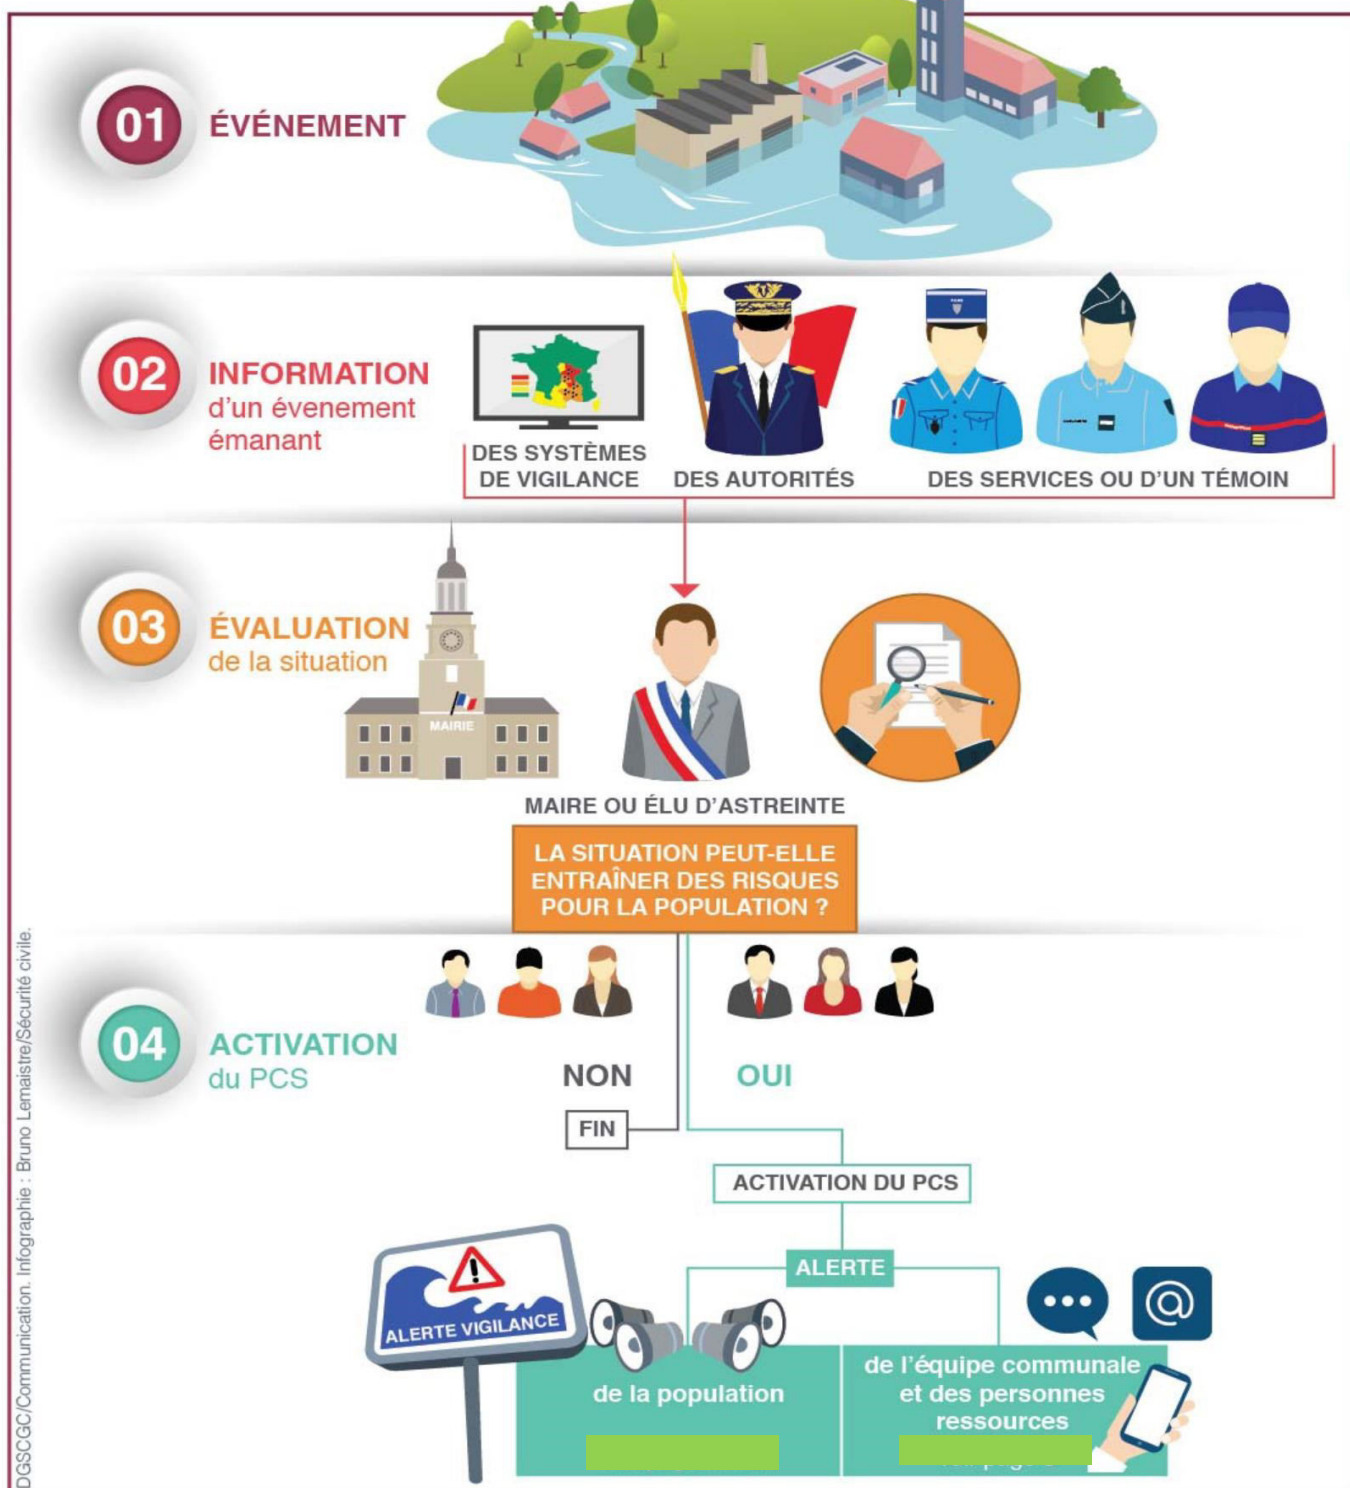 01
ÉVÉNEMENT
02
INFORMATION
d'un évenement
émanant
DES SYSTÈMES
DE VIGILANCE
DES AUTORITÉS
DES SERVICES OU D'UN TÉMOIN
03
ÉVALUATION
de la situation
MAIRIE
MAIRE OU ÉLU D'ASTREINTE
LA SITUATION PEUT-ELLE
ENTRAÎNER DES RISQUES
POUR LA POPULATION ?
04
ACTIVATION
du PCS
NON
OUI
FIN
ACTIVATION DU PCS
ALERTE
ALERTE VIGILANCE
de la population
de l'équipe communale
et des personnes
ressources
@
DGSCGC/Communication. Infographie : Bruno Lemaistre/Sécurité civile.